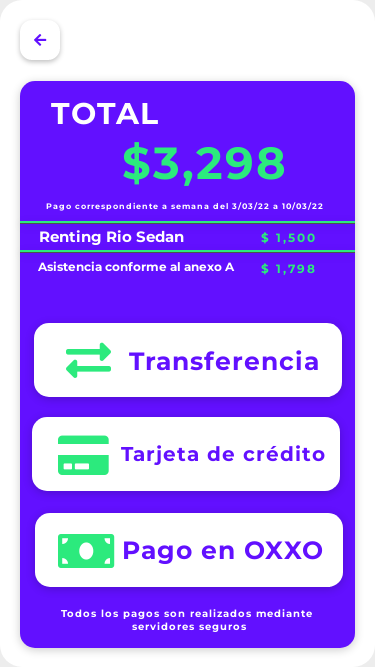 TOTAL
$3,298
Pago correspondiente a semana del 3/03/22 a 10/03/22
Renting Rio Sedan $ 1,500
Asistencia conforme al anexo A $ 1,798
Transferencia
Tarjeta de crédito
Pago en OXXO
Todos los pagos son realizados mediante
servidores seguros